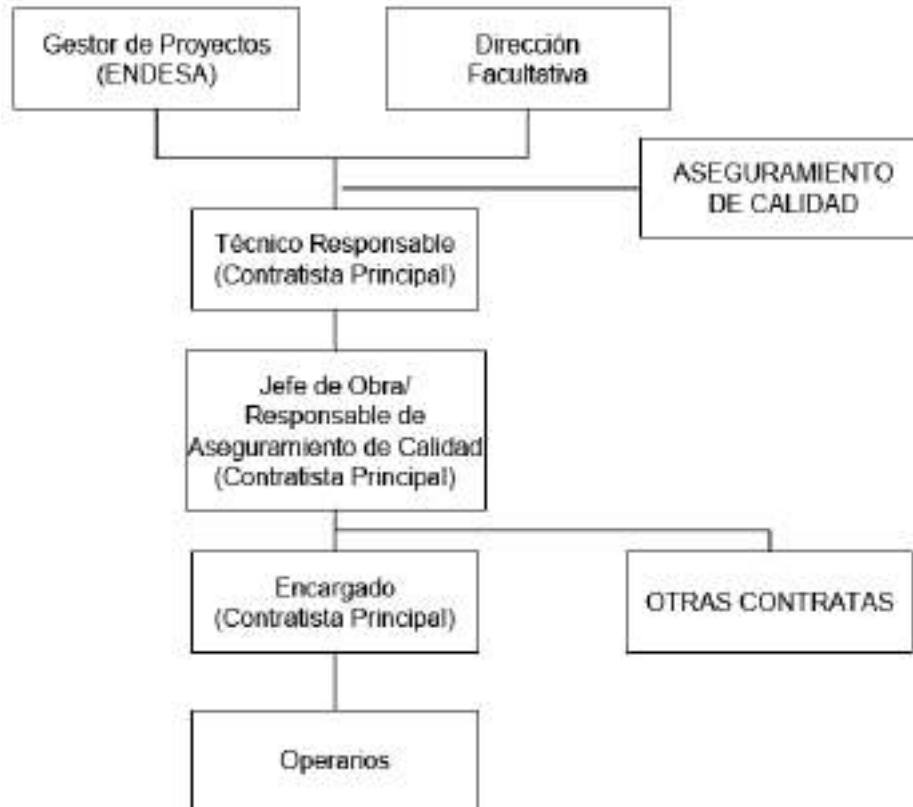 Gestor de Proyectos
(ENDESA)
Dirección
Facultativa
ASEGURAMIENTO
DE CALIDAD
Técnico Responsable
(Contratista Principal)
Jefe de Obra/
Responsable de
Aseguramiento de Calidad
(Contratista Principal)
Encargado
(Contratista Principal)
OTRAS CONTRATAS
Operarios